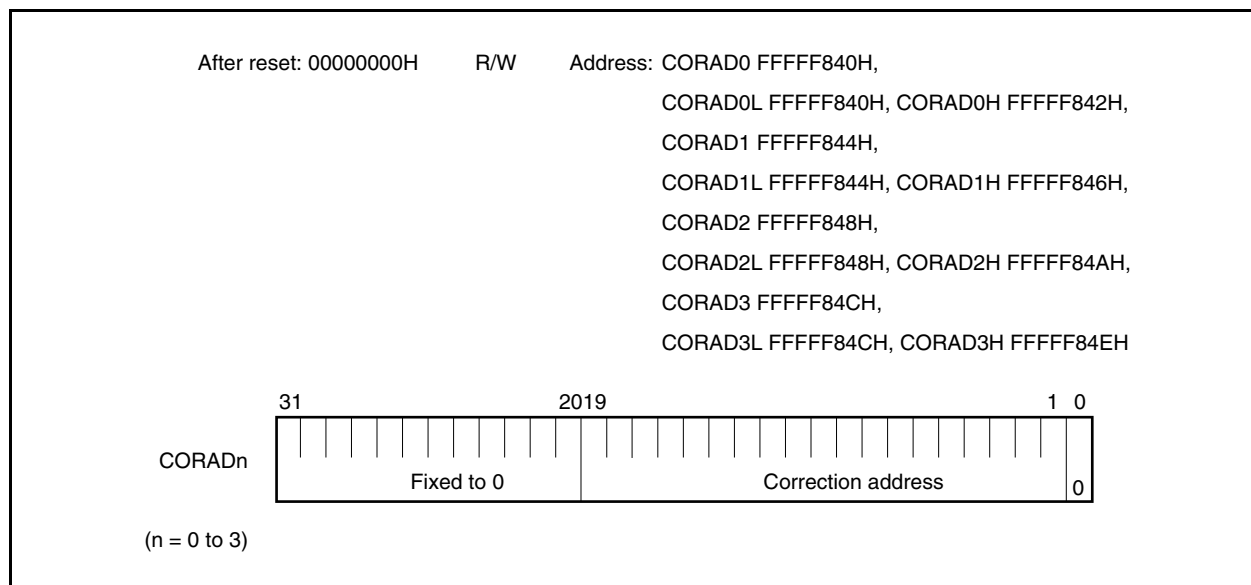 After reset: 00000000H R/W Address: CORAD0 FFFFF840H,
CORAD0L FFFFF840H, CORAD0H FFFFF842H,
CORAD1 FFFFF844H,
CORAD1L FFFFF844H, CORAD1H FFFFF846H,
CORAD2 FFFFF848H,
CORAD2L FFFFF848H, CORAD2H FFFFF84AH,
CORAD3 FFFFF84CH,
CORAD3L FFFFF84CH, CORAD3H FFFFF84EH
31 2019 1 0
CORADn
Fixed to 0 Correction address 0
(n = 0 to 3)